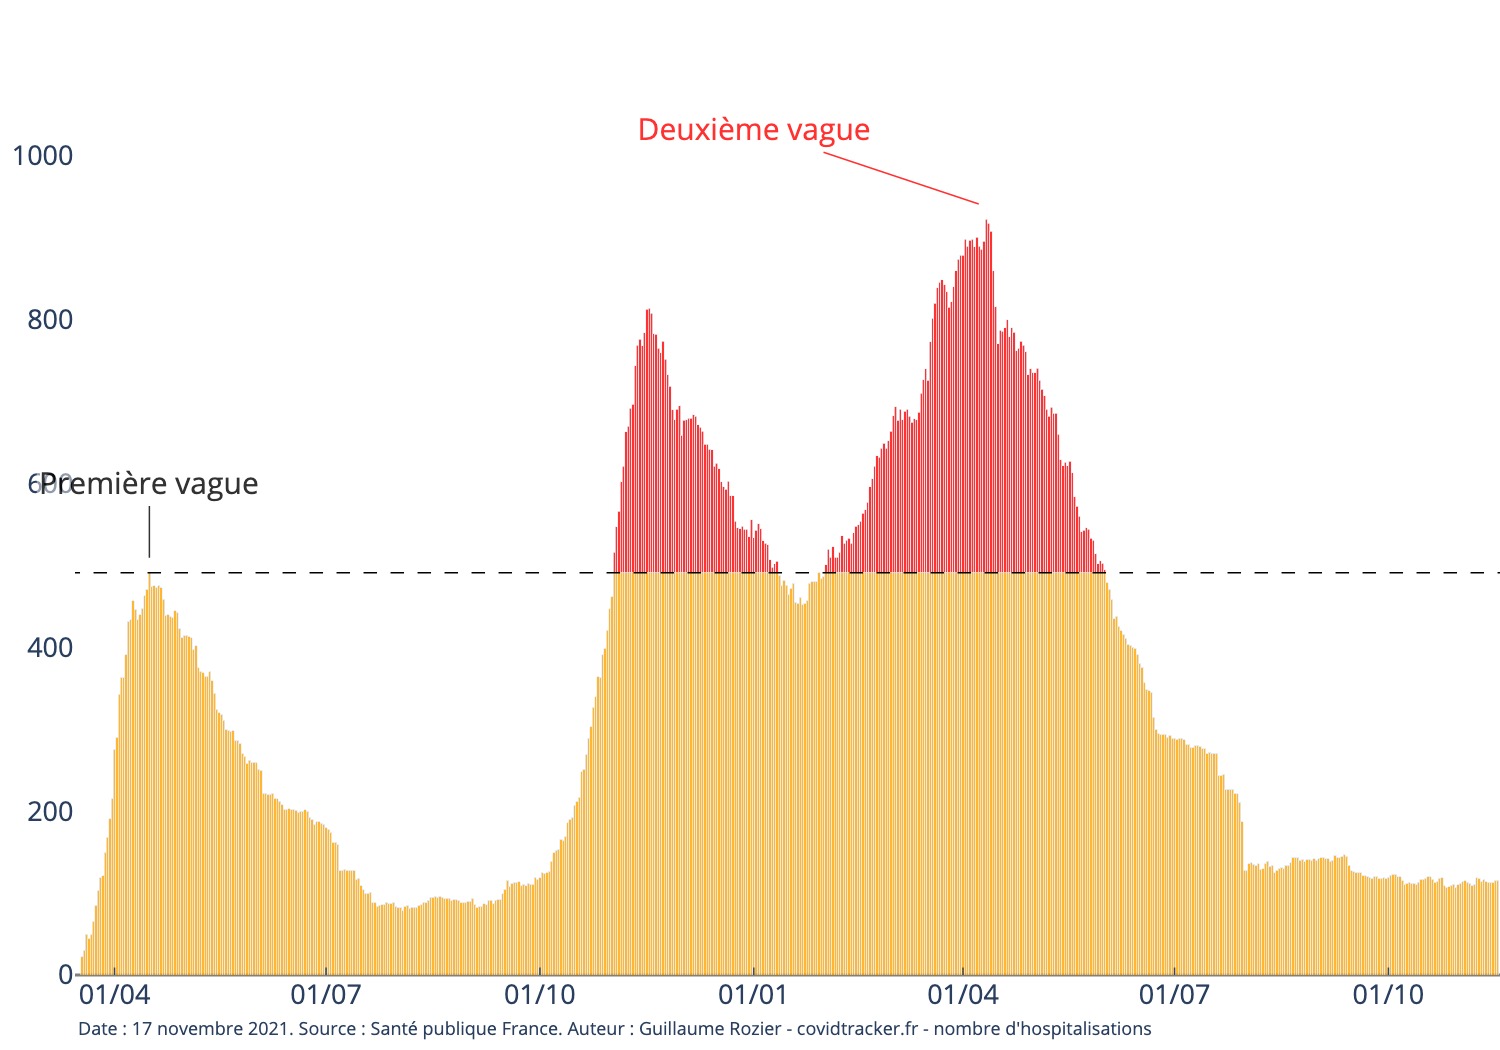 Deuxième vague
1000
800
600
Première vague
400
200
0
01/04 01/07 01/10 01/01 01/04 01/07 01/10
Date : 17 novembre 2021. Source : Santé publique France. Auteur : Guillaume Rozier - covidtracker.fr - nombre d'hospitalisations